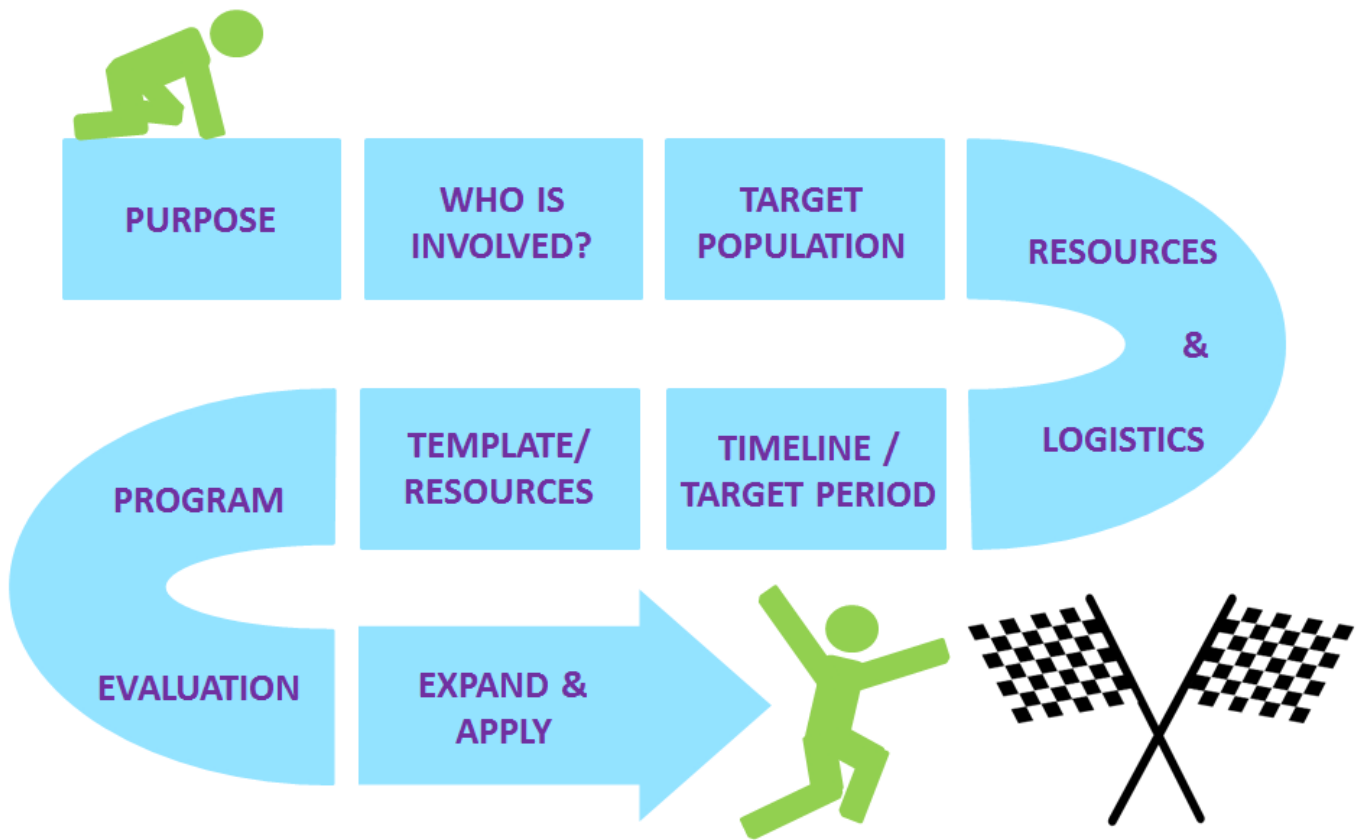 PURPOSE
WHO IS
INVOLVED?
TARGET
POPULATION
RESOURCES
&
LOGISTICS
TIMELINE /
TARGET PERIOD
TEMPLATE/
RESOURCES
PROGRAM
EVALUATION
EXPAND &
APPLY